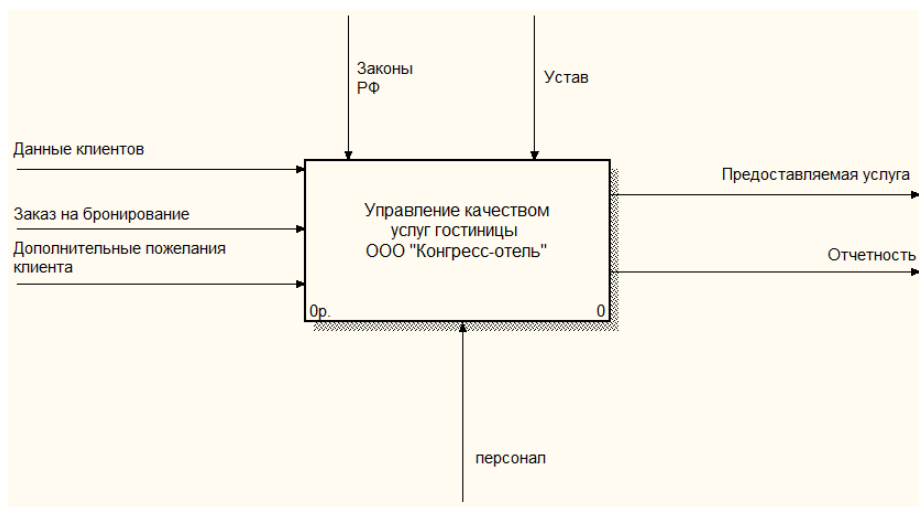 Законы
РФ
Устав
Данные клиентов
Предоставляемая услуга
Заказ на бронирование
Управление качеством
услуг гостиницы
ООО "Конгресс-отель"
Дополнительные пожелания
клиента
Отчетность
0р.
0
персонал